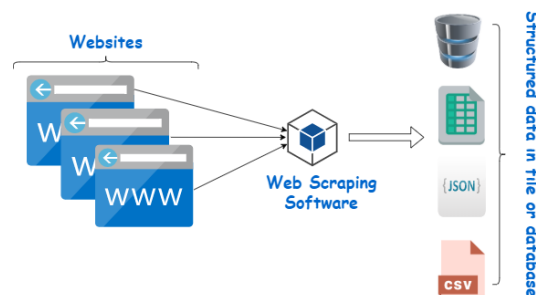 Websites
W
W
WWW
Web Scraping
Software
{JSON}
CSV
Structured data in file or database